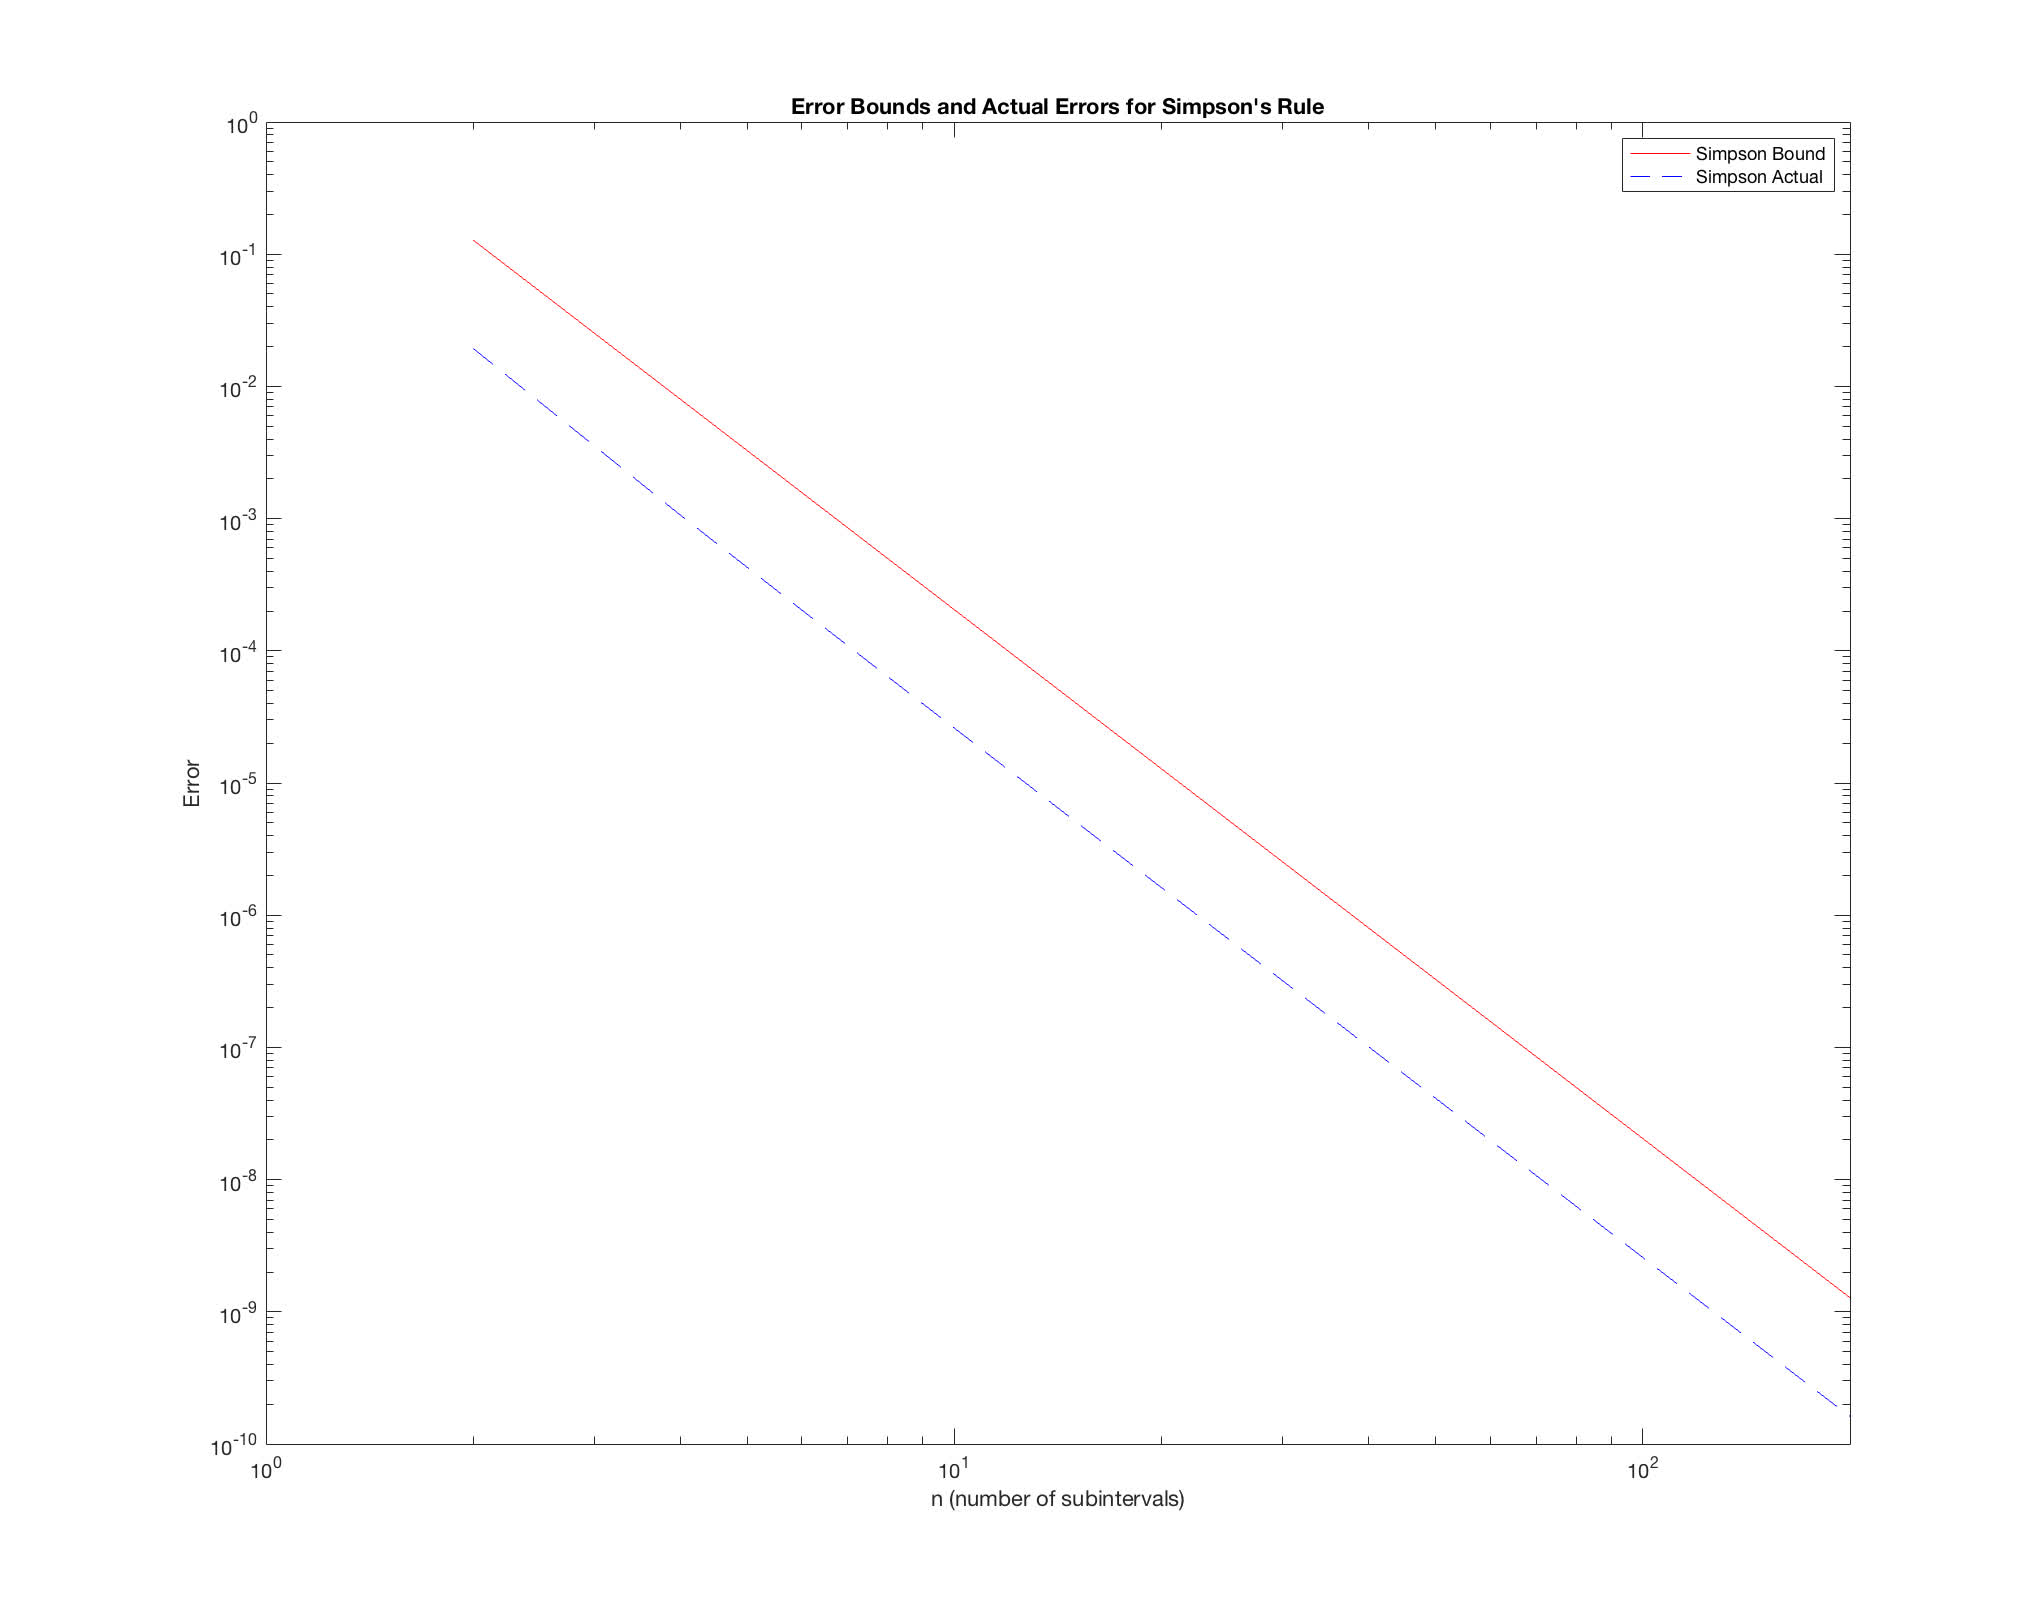 Error Bounds and Actual Errors for Simpson's Rule
Simpson Bound
Simpson Actual
10^0
10^-1
10^-2
10^-3
10^-4
10^-5
10^-6
10^-7
10^-8
10^-9
10^-10
Error
10^0
10^1
10^2
n (number of subintervals)